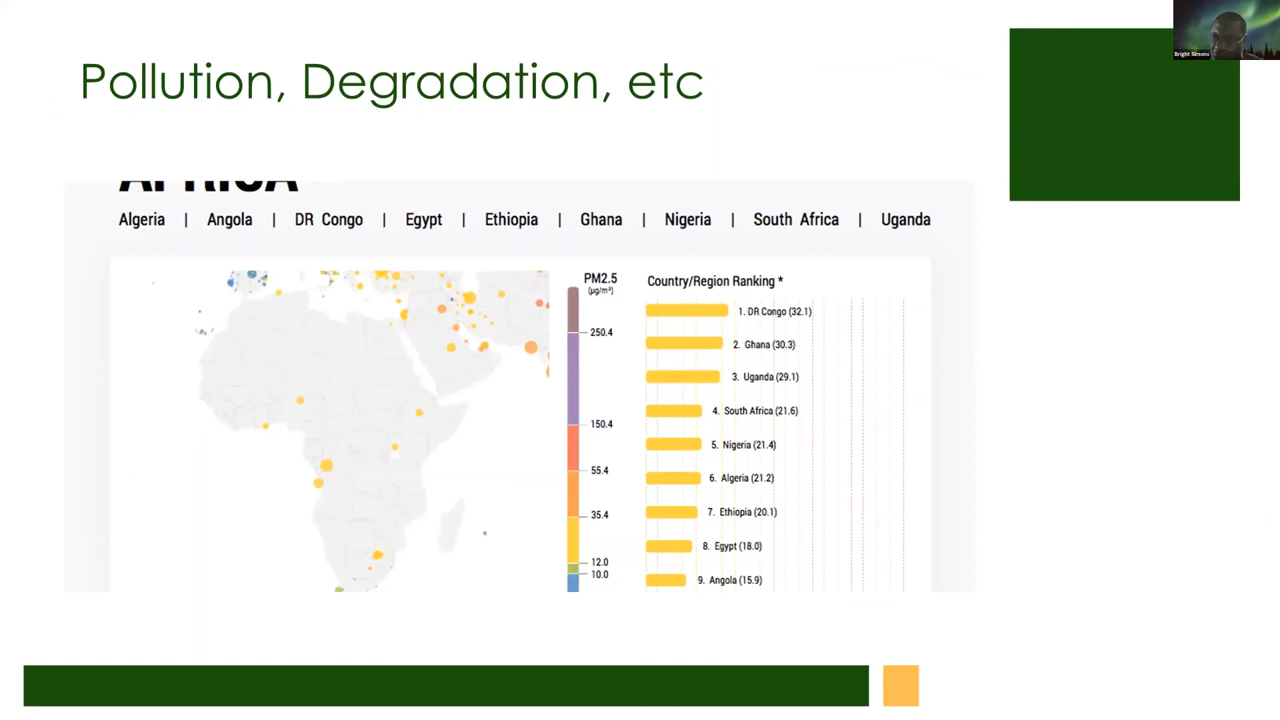 Bright Simons
Pollution, Degradation, etc
AFRICA
Algeria | Angola | DR Congo | Egypt | Ethiopia | Ghana | Nigeria | South Africa | Uganda
PM2.5
(µg/m³)
250.4
150.4
55.4
35.4
12.0
10.0
Country/Region Ranking *
1. DR Congo (32.1)
2. Ghana (30.3)
3. Uganda (29.1)
4. South Africa (21.6)
5. Nigeria (21.4)
6. Algeria (21.2)
7. Ethiopia (20.1)
8. Egypt (18.0)
9. Angola (15.9)